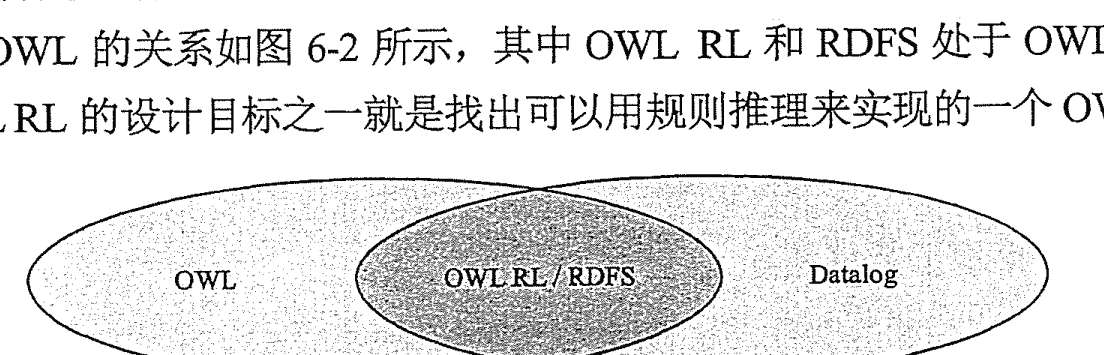 OWL 的关系如图 6-2 所示，其中 OWL RL 和 RDFS 处于 OWL
RL 的设计目标之一就是找出可以用规则推理来实现的一个
OWL
OWL RL / RDFS
Datalog